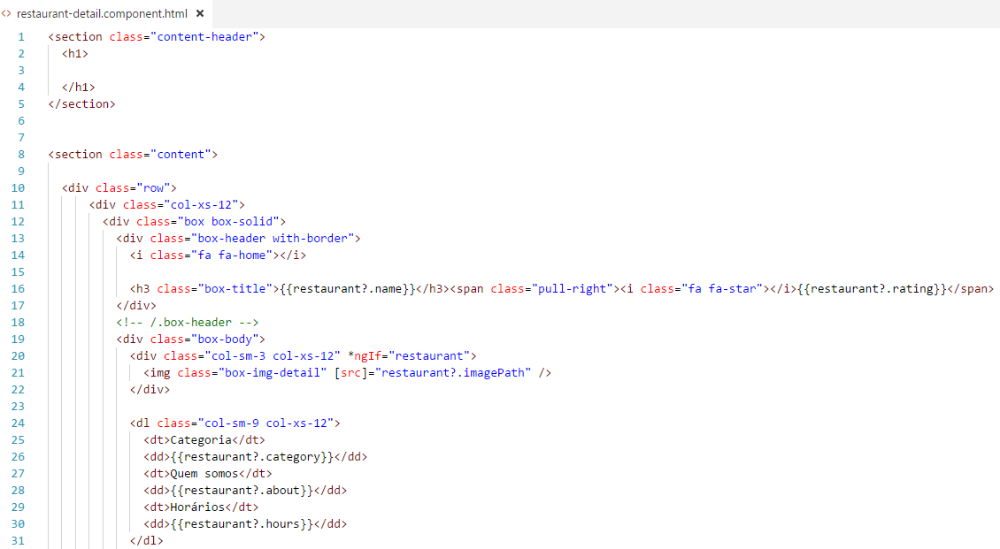 <> restaurant-detail.component.html ×
1 <section class="content-header">
2 <h1>
3
4 </h1>
5 </section>
6
7
8 <section class="content">
9
10 <div class="row">
11 <div class="col-xs-12">
12 <div class="box box-solid">
13 <div class="box-header with-border">
14 <i class="fa fa-home"></i>
15
16 <h3 class="box-title">{{restaurant?.name}}</h3><span class="pull-right"><i class="fa fa-star"></i>{{restaurant?.rating}}</span>
17 </div>
18 <!-- /.box-header -->
19 <div class="box-body">
20 <div class="col-sm-3 col-xs-12" *ngIf="restaurant">
21 <img class="box-img-detail" [src]="restaurant?.imagePath" />
22 </div>
23
24 <dl class="col-sm-9 col-xs-12">
25 <dt>Categoria</dt>
26 <dd>{{restaurant?.category}}</dd>
27 <dt>Quem somos</dt>
28 <dd>{{restaurant?.about}}</dd>
29 <dt>Horários</dt>
30 <dd>{{restaurant?.hours}}</dd>
31 </dl>